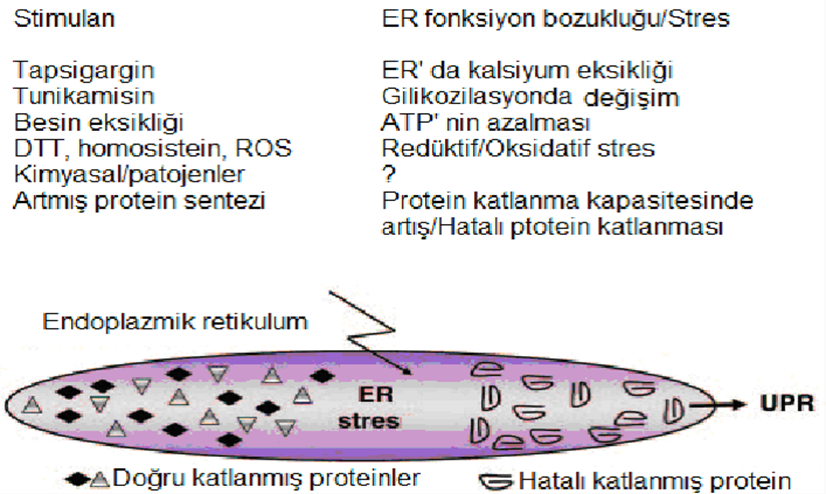 Stimulan ER fonksiyon bozukluğu/Stres
Tapsigargin ER' da kalsiyum eksikliği
Tunikamisin Gilikozilasyonda değişim
Besin eksikliği ATP' nin azalması
DTT, homosistein, ROS Redüktif/Oksidatif stres
Kimyasal/patojenler ?
Artmış protein sentezi Protein katlanma kapasitesinde
artış/Hatalı ptotein katlanması
Endoplazmik retikulum
ER
stres
UPR
Doğru katlanmış proteinler Hatalı katlanmış protein